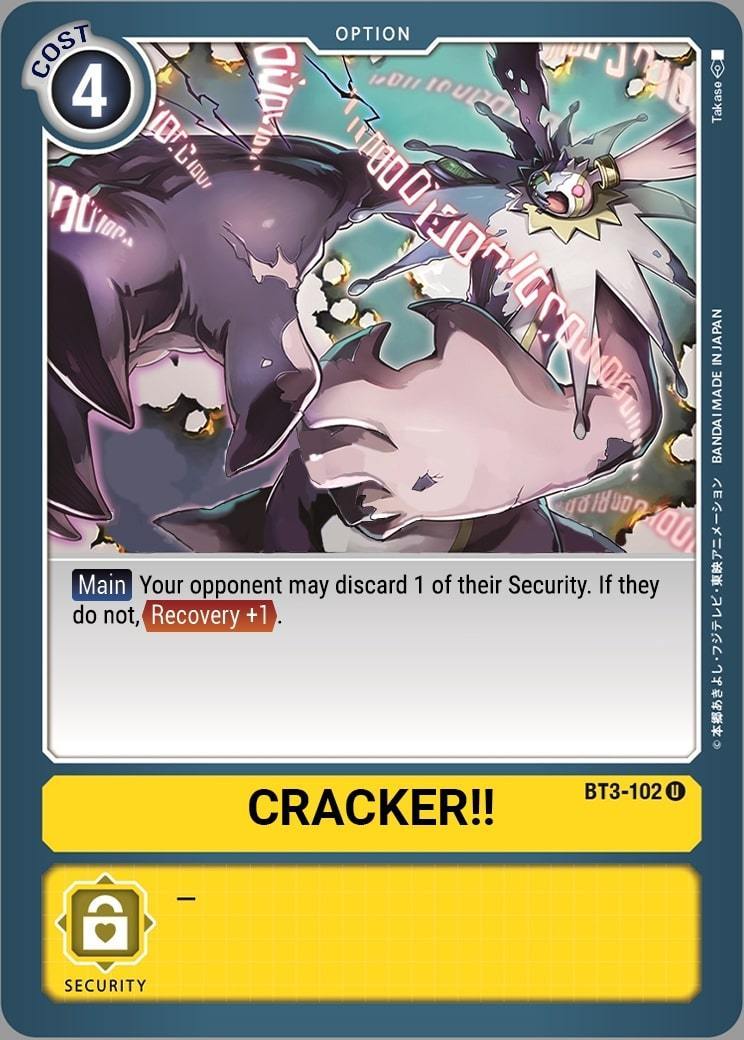 COST
4
OPTION
Takase
Main Your opponent may discard 1 of their Security. If they
do not, Recovery +1.
© 本郷あきよし・フジテレビ・東映アニメーション BANDAI MADE IN JAPAN
CRACKER!!
BT3-102 U
–
SECURITY